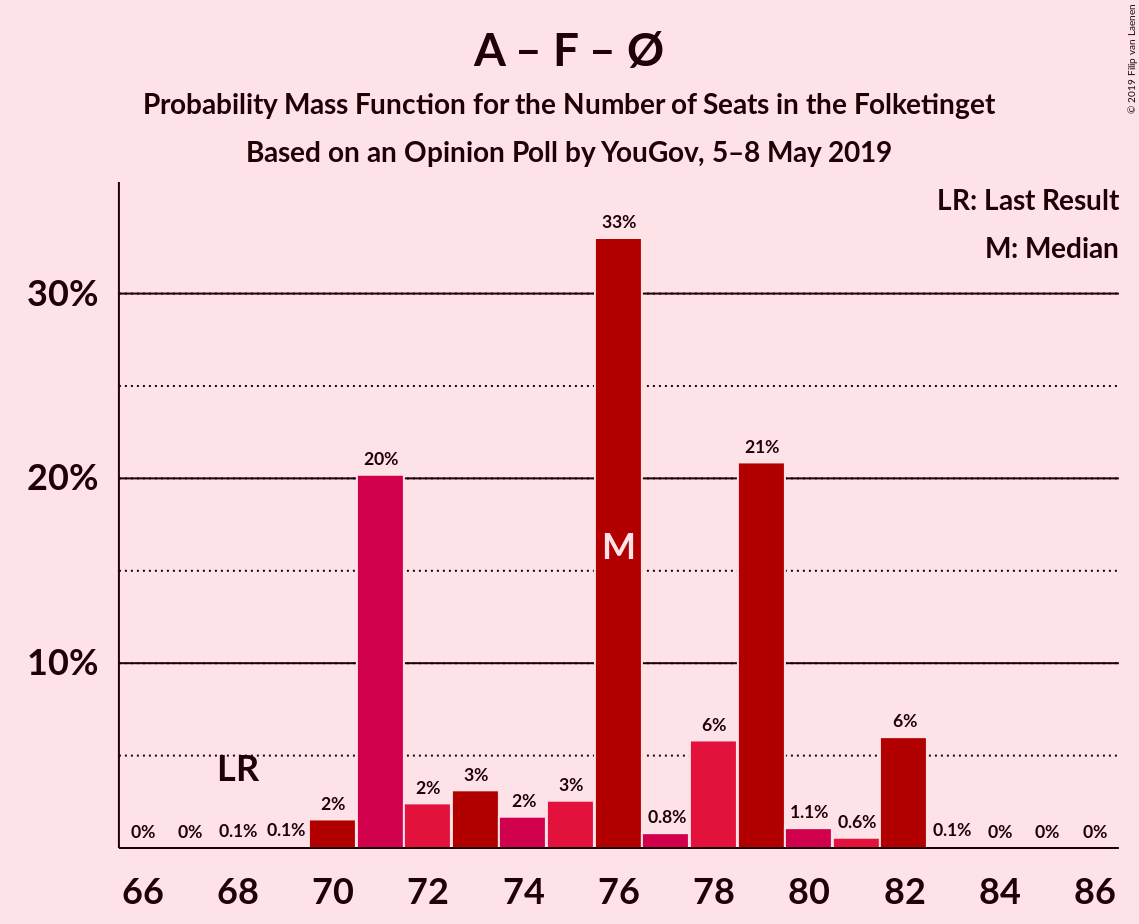 A – F – Ø
Probability Mass Function for the Number of Seats in the Folketinget
Based on an Opinion Poll by YouGov, 5–8 May 2019
© 2019 Filip van Laenen
LR: Last Result
M: Median
30%
20%
10%
0% 0% 0.1% 0.1% 2% 20% 2% 3% 2% 3% 33% 0.8% 6% 21% 1.1% 0.6% 6% 0.1% 0% 0% 0%
LR
M
66 68 70 72 74 76 78 80 82 84 86